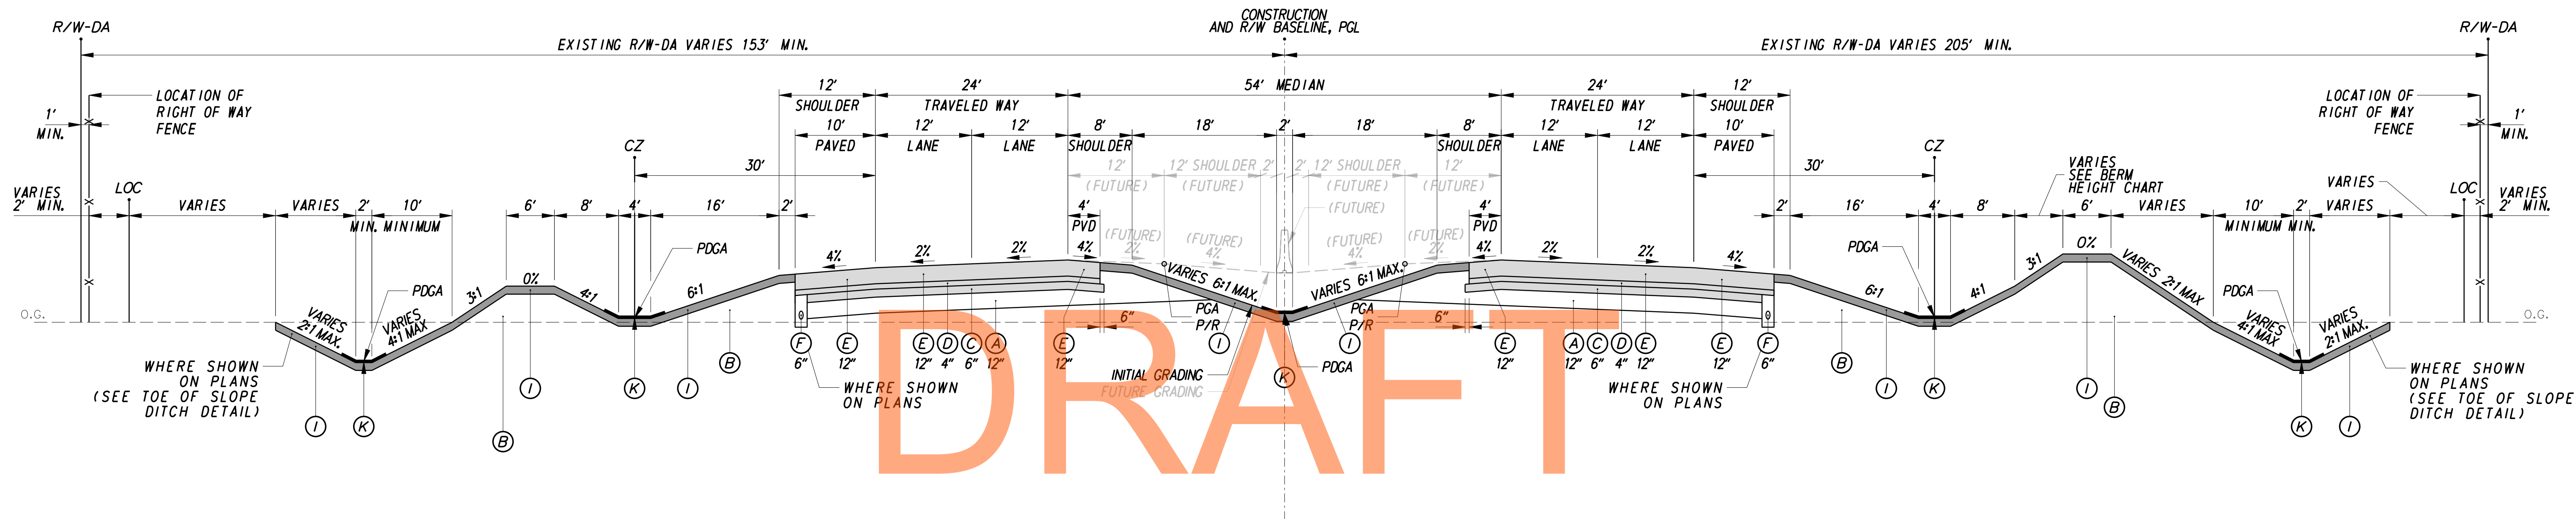 CONSTRUCTION
AND R/W BASELINE, PGL
R/W-DA
R/W-DA
EXISTING R/W-DA VARIES 153' MIN.
EXISTING R/W-DA VARIES 205' MIN.
LOCATION OF
RIGHT OF WAY
FENCE
1'
MIN.
12'
SHOULDER
24'
TRAVELED WAY
54' MEDIAN
24'
TRAVELED WAY
12'
SHOULDER
LOCATION OF
RIGHT OF WAY
FENCE
1'
MIN.
10'
PAVED
12'
LANE
12'
LANE
8'
SHOULDER
18'
2'
18'
8'
SHOULDER
12'
LANE
12'
LANE
10'
PAVED
CZ
30'
12'
(FUTURE)
12' SHOULDER
(FUTURE)
2'
2'
12' SHOULDER
(FUTURE)
12'
(FUTURE)
(FUTURE)
30'
CZ
VARIES
SEE BERM
HEIGHT CHART
VARIES
2' MIN.
LOC
VARIES
VARIES
2'
MIN.
10'
MINIMUM
6'
8'
4'
16'
2'
4'
PVD
4'
PVD
2'
16'
4'
8'
6'
VARIES
10'
MINIMUM
2'
MIN.
VARIES
VARIES
LOC
VARIES
2' MIN.
(FUTURE)
2%
(FUTURE)
4%
(FUTURE)
4%
(FUTURE)
2%
4%
2%
2%
4%
4%
2%
2%
4%
PDGA
PDGA
PDGA
PDGA
O.G.
VARIES
2:1 MAX.
VARIES
4:1 MAX
3:1
0%
4:1
6:1
VARIES 6:1 MAX.
VARIES 6:1 MAX.
6:1
4:1
3:1
0%
VARIES 2:1 MAX
VARIES
4:1 MAX
VARIES
2:1 MAX.
O.G.
PGA
P/R
PGA
P/R
6"
6"
F
6"
E
12"
E
12"
D
4"
C
6"
A
12"
E
12"
I
I
E
12"
A
12"
C
6"
D
4"
E
12"
E
12"
F
6"
WHERE SHOWN
ON PLANS
(SEE TOE OF SLOPE
DITCH DETAIL)
I
K
B
I
K
I
B
WHERE SHOWN
ON PLANS
INITIAL GRADING
FUTURE GRADING
K
PDGA
WHERE SHOWN
ON PLANS
B
I
K
I
B
K
I
WHERE SHOWN
ON PLANS
(SEE TOE OF SLOPE
DITCH DETAIL)
DRAFT